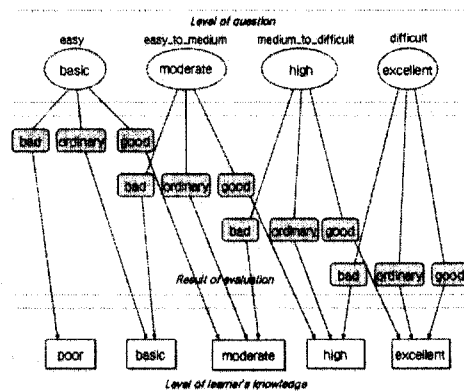 Level of question
easy easy_to_medium medium_to_difficult difficult
basic moderate high excellent
bad ordinary good
bad ordinary good
bad ordinary good
bad ordinary good
Result of evaluation
poor basic moderate high excellent
Level of learner's knowledge